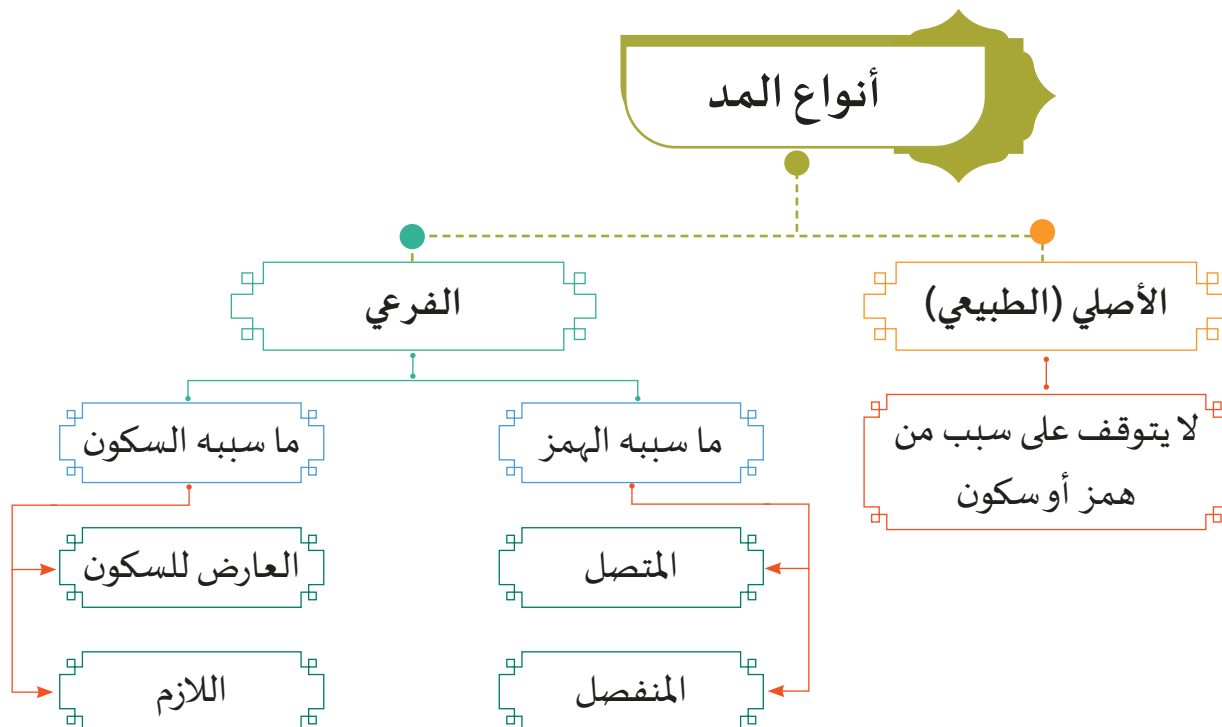 أنواع المد
الأصلي (الطبيعي)
لا يتوقف على سبب من
همز أو سكون
الفرعي
ما سببه الهمز
المتصل
المنفصل
ما سببه السكون
العارض للسكون
اللازم